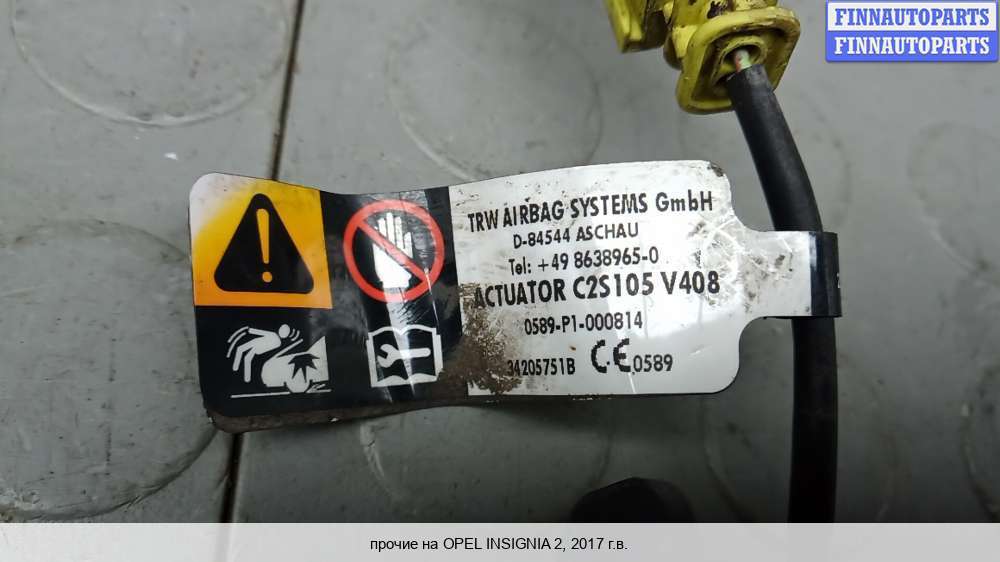 FINNAUTOPARTS
FINNAUTOPARTS
TRW AIRBAG SYSTEMS GmbH
D-84544 ASCHAU
Tel: +49 8638965-0
ACTUATOR C2S105 V408
0589-P1-000814
34205751B CE 0589
прочие на OPEL INSIGNIA 2, 2017 г.в.